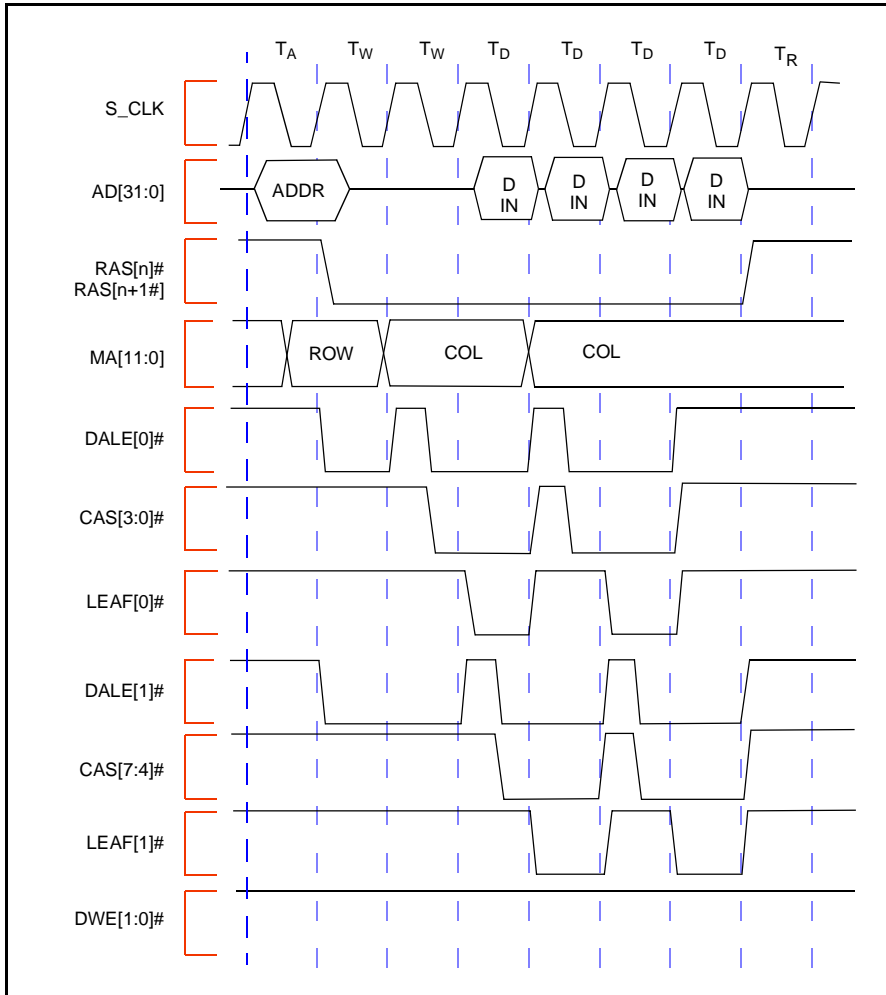 TA TW TW TD TD TD TD TR
S_CLK
AD[31:0]
ADDR
D IN
D IN
D IN
D IN
RAS[n]#
RAS[n+1#]
MA[11:0]
ROW
COL
COL
DALE[0]#
CAS[3:0]#
LEAF[0]#
DALE[1]#
CAS[7:4]#
LEAF[1]#
DWE[1:0]#